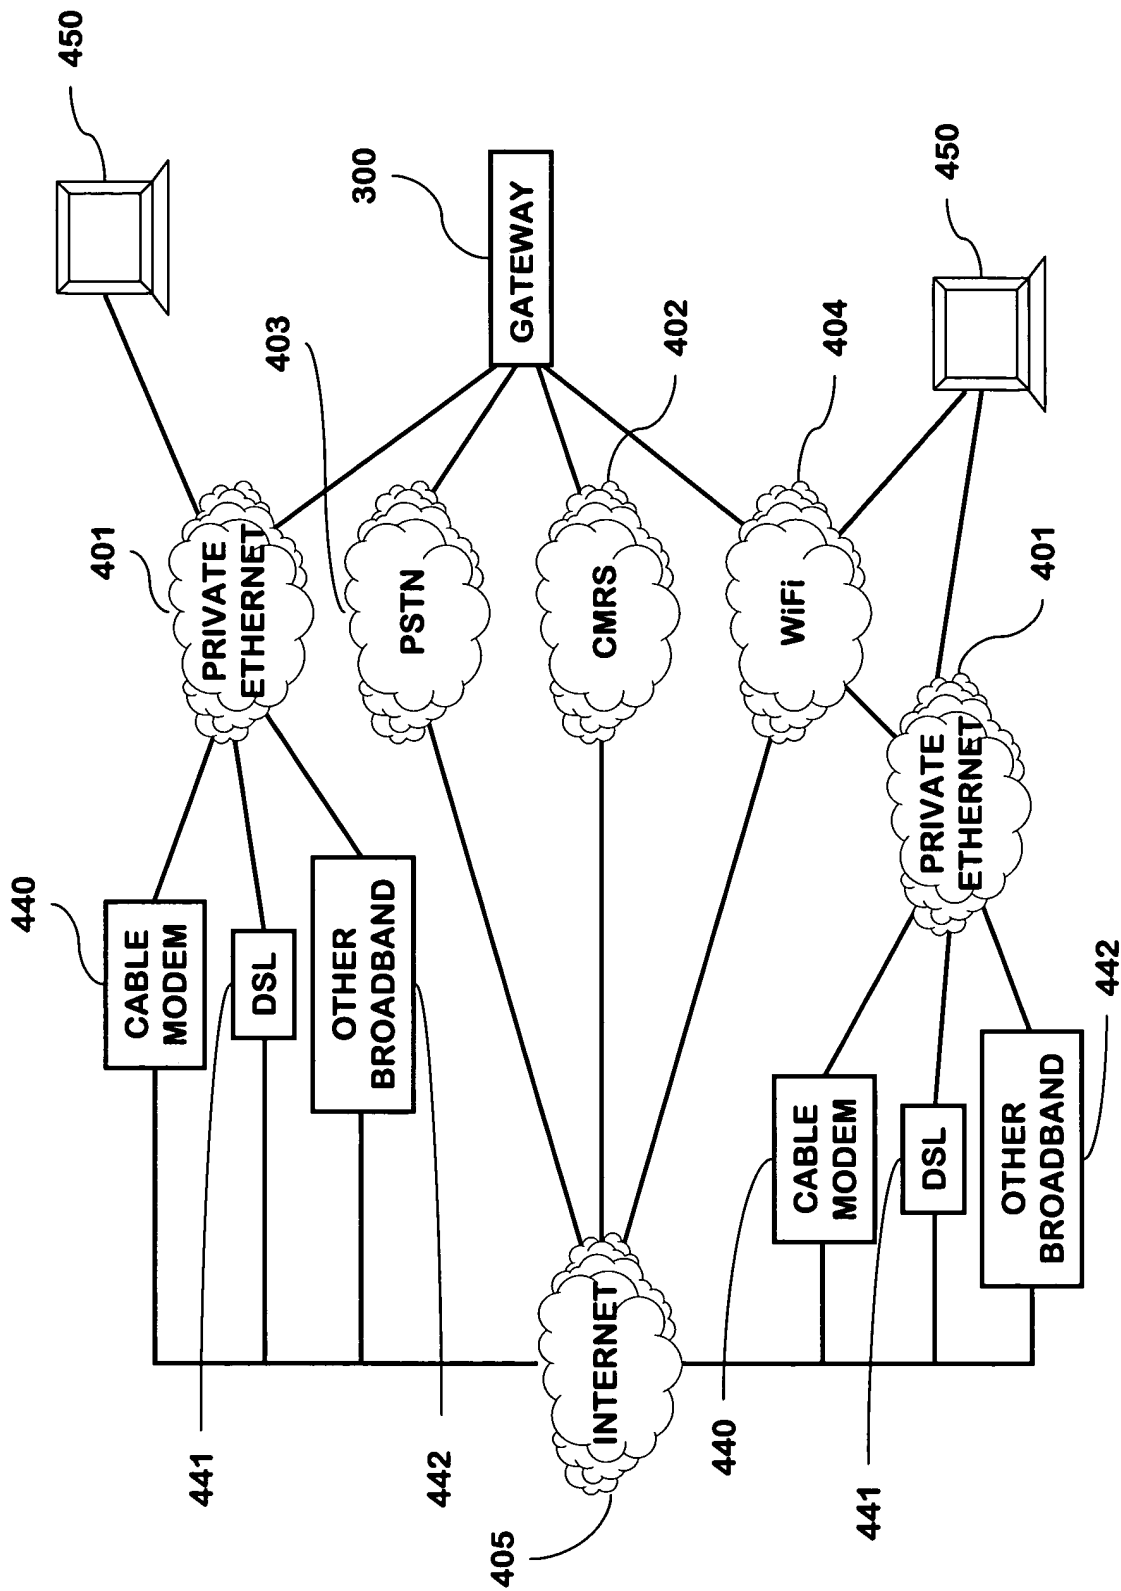 440
450
401
CABLE
MODEM
PRIVATE
ETHERNET
441
DSL
403
OTHER
BROADBAND
300
PSTN
442
405
GATEWAY
INTERNET
CMRS
402
440
WiFi
CABLE
MODEM
404
441
PRIVATE
ETHERNET
DSL
450
OTHER
BROADBAND
401
442